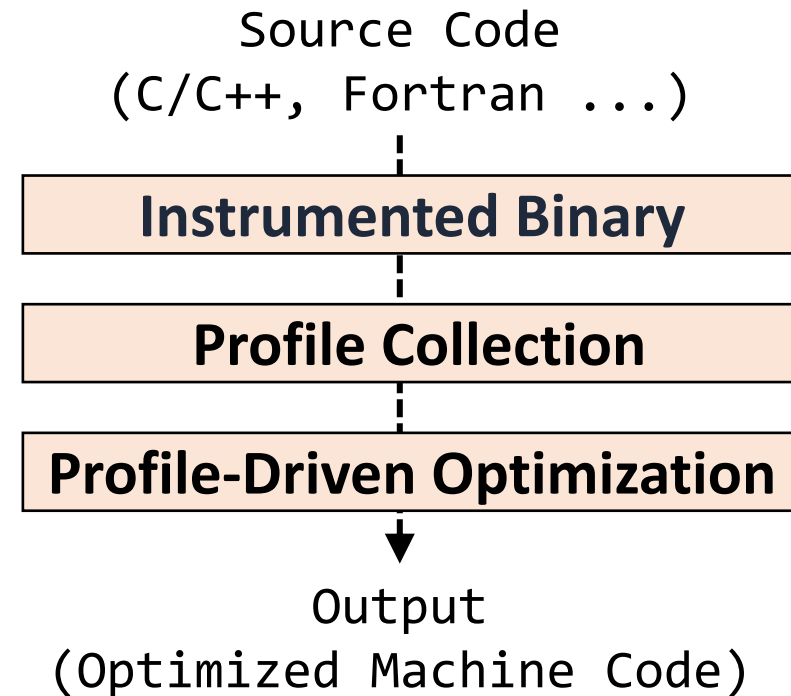 Source Code
(C/C++, Fortran ...)
Instrumented Binary
Profile Collection
Profile-Driven Optimization
Output
(Optimized Machine Code)